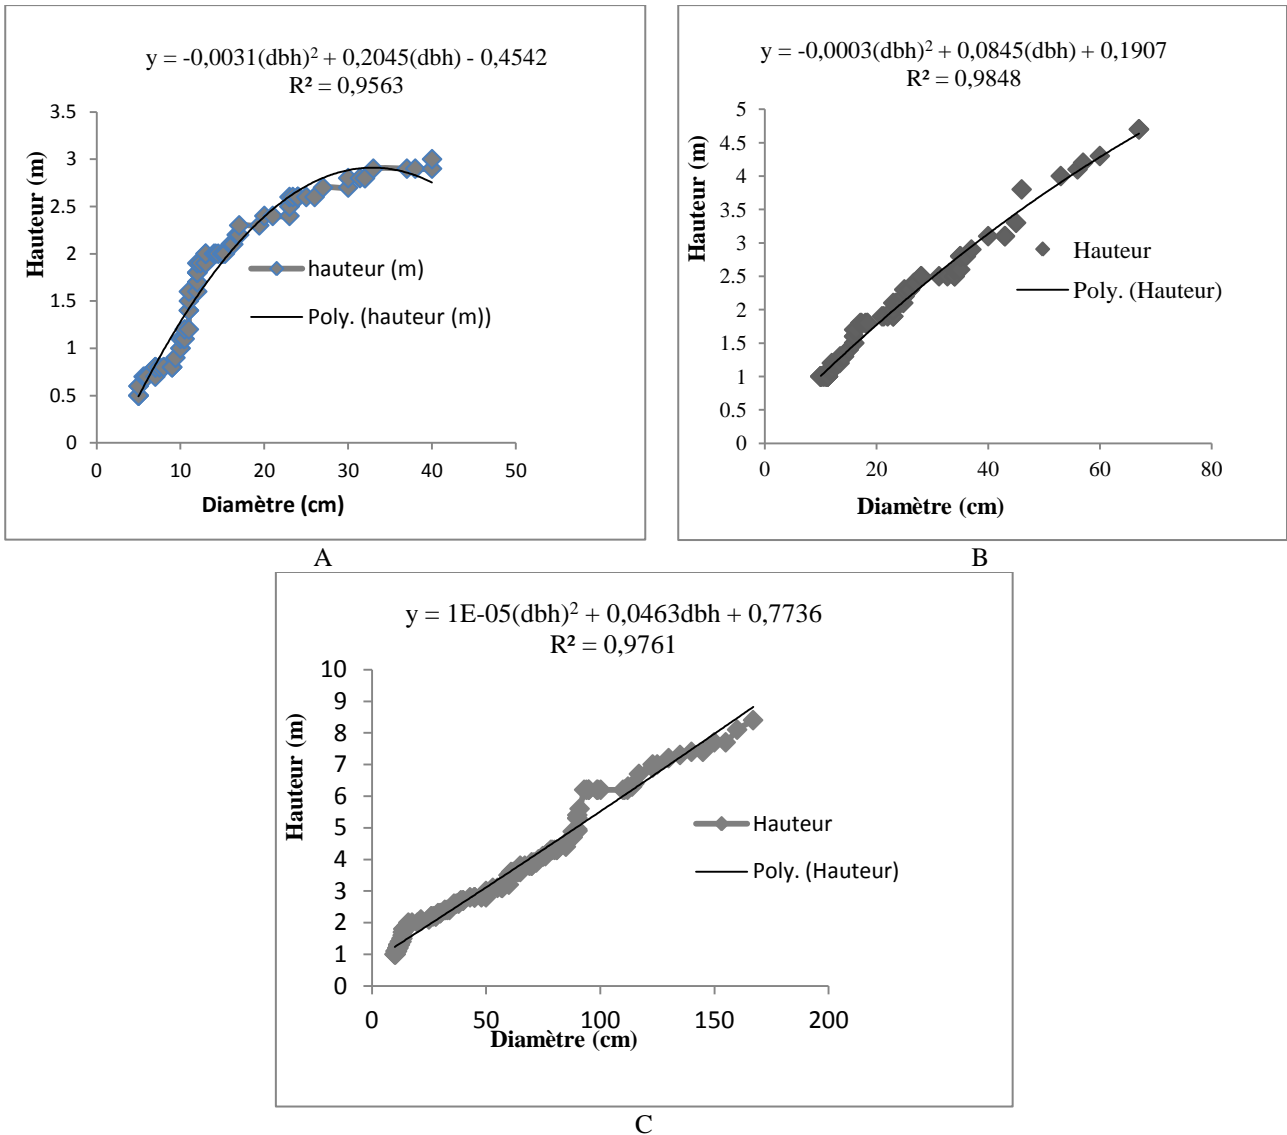 y = -0,0031(dbh)² + 0,2045(dbh) - 0,4542
R² = 0,9563
3.5
3
2.5
2
1.5
1
0.5
0
Hauteur (m)
hauteur (m)
Poly. (hauteur (m))
0 10 20 30 40 50
Diamètre (cm)
A
y = -0,0003(dbh)² + 0,0845(dbh) + 0,1907
R² = 0,9848
5
4.5
4
3.5
3
2.5
2
1.5
1
0.5
0
Hauteur (m)
Hauteur
Poly. (Hauteur)
0 20 40 60 80
Diamètre (cm)
B
y = 1E-05(dbh)² + 0,0463dbh + 0,7736
R² = 0,9761
10
9
8
7
6
5
4
3
2
1
0
Hauteur (m)
Hauteur
Poly. (Hauteur)
0 50 100 150 200
Diamètre (cm)
C